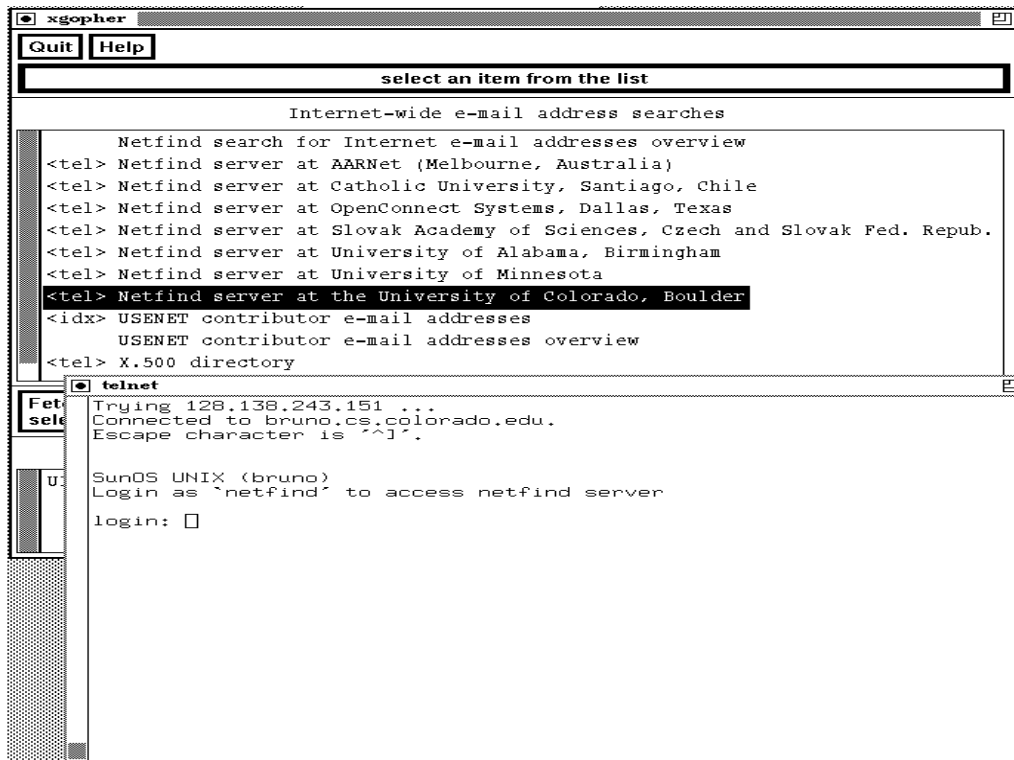 xgopher
Quit Help
select an item from the list
Internet-wide e-mail address searches
Netfind search for Internet e-mail addresses overview
<tel> Netfind server at AARNet (Melbourne, Australia)
<tel> Netfind server at Catholic University, Santiago, Chile
<tel> Netfind server at OpenConnect Systems, Dallas, Texas
<tel> Netfind server at Slovak Academy of Sciences, Czech and Slovak Fed. Repub.
<tel> Netfind server at University of Alabama, Birmingham
<tel> Netfind server at University of Minnesota
<tel> Netfind server at the University of Colorado, Boulder
<idx> USENET contributor e-mail addresses
USENET contributor e-mail addresses overview
<tel> X.500 directory
telnet
Trying 128.138.243.151 ...
Connected to bruno.cs.colorado.edu.
Escape character is '^]'.
SunOS UNIX (bruno)
Login as `netfind' to access netfind server
login: